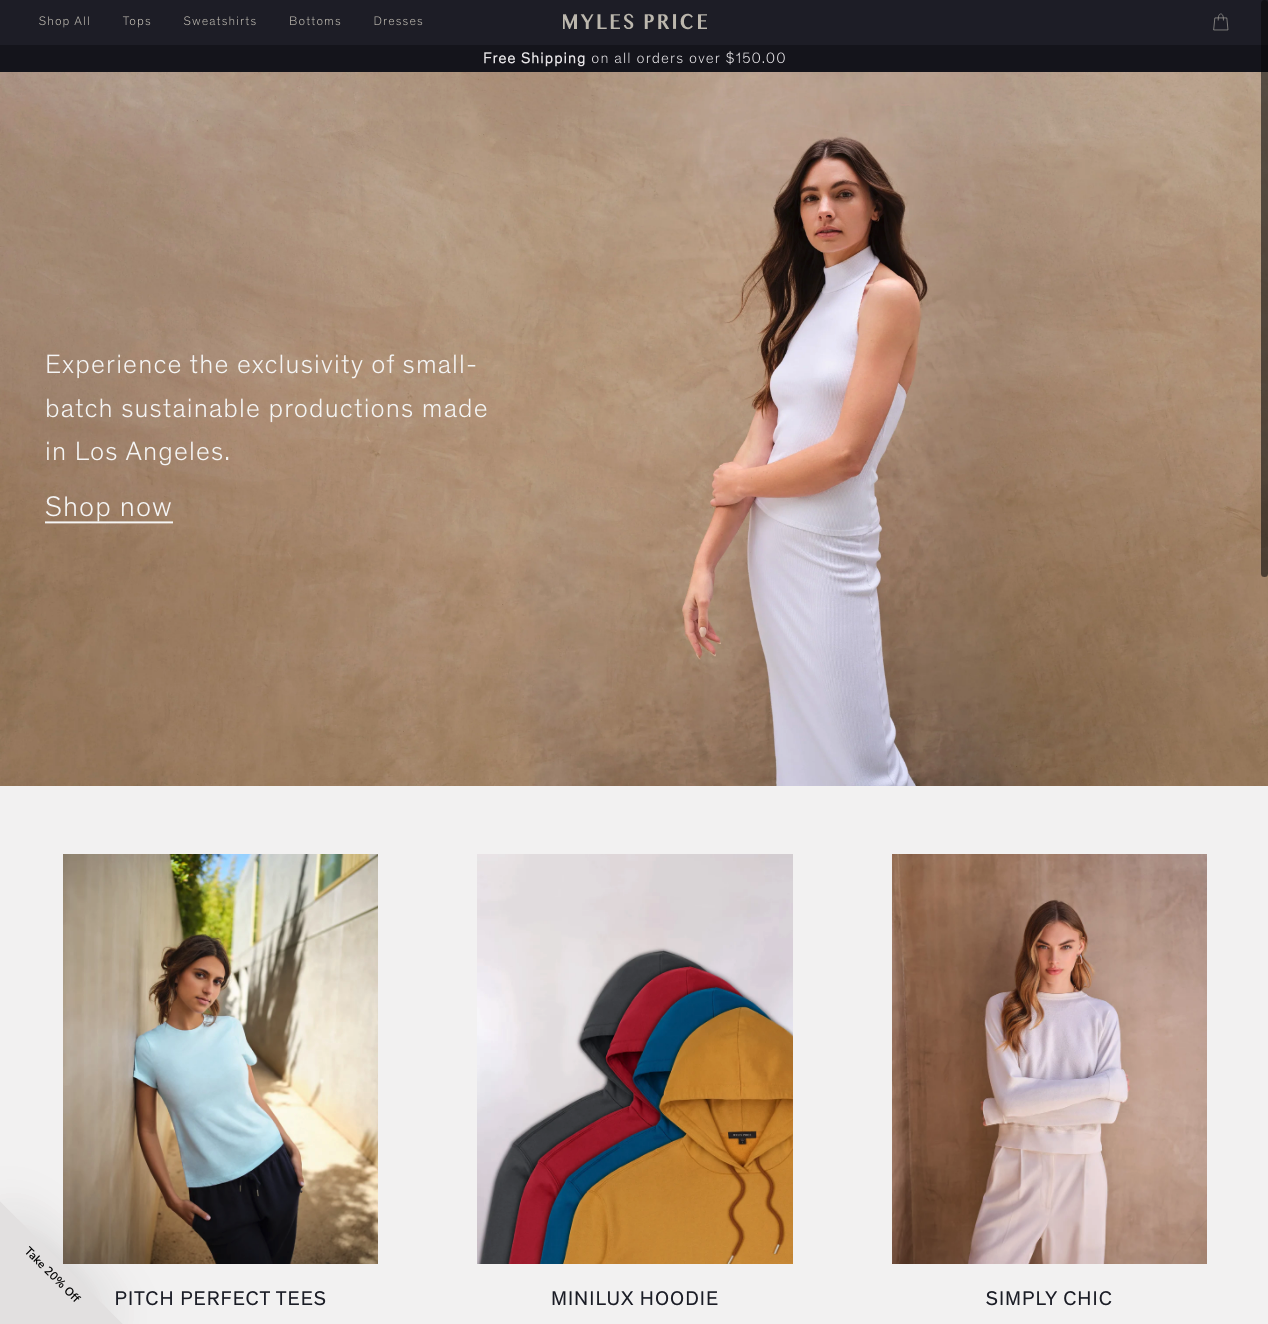 Shop All Tops Sweatshirts Bottoms Dresses MYLES PRICE
Free Shipping on all orders over $150.00
Experience the exclusivity of small-
batch sustainable productions made
in Los Angeles.
Shop now
Take 20% Off
PITCH PERFECT TEES
MINILUX HOODIE
SIMPLY CHIC